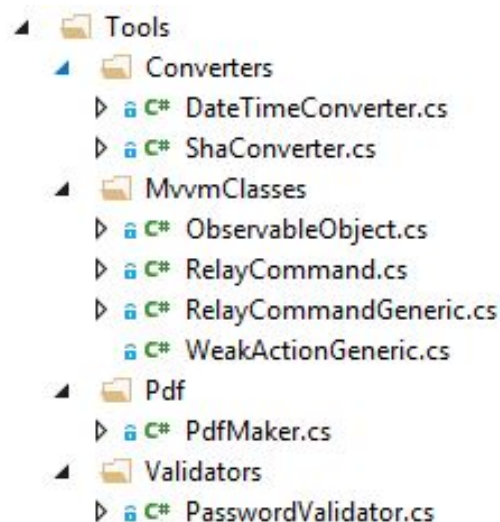 Tools
Converters
C# DateTimeConverter.cs
C# ShaConverter.cs
MvvmClasses
C# ObservableObject.cs
C# RelayCommand.cs
C# RelayCommandGeneric.cs
C# WeakActionGeneric.cs
Pdf
C# PdfMaker.cs
Validators
C# PasswordValidator.cs